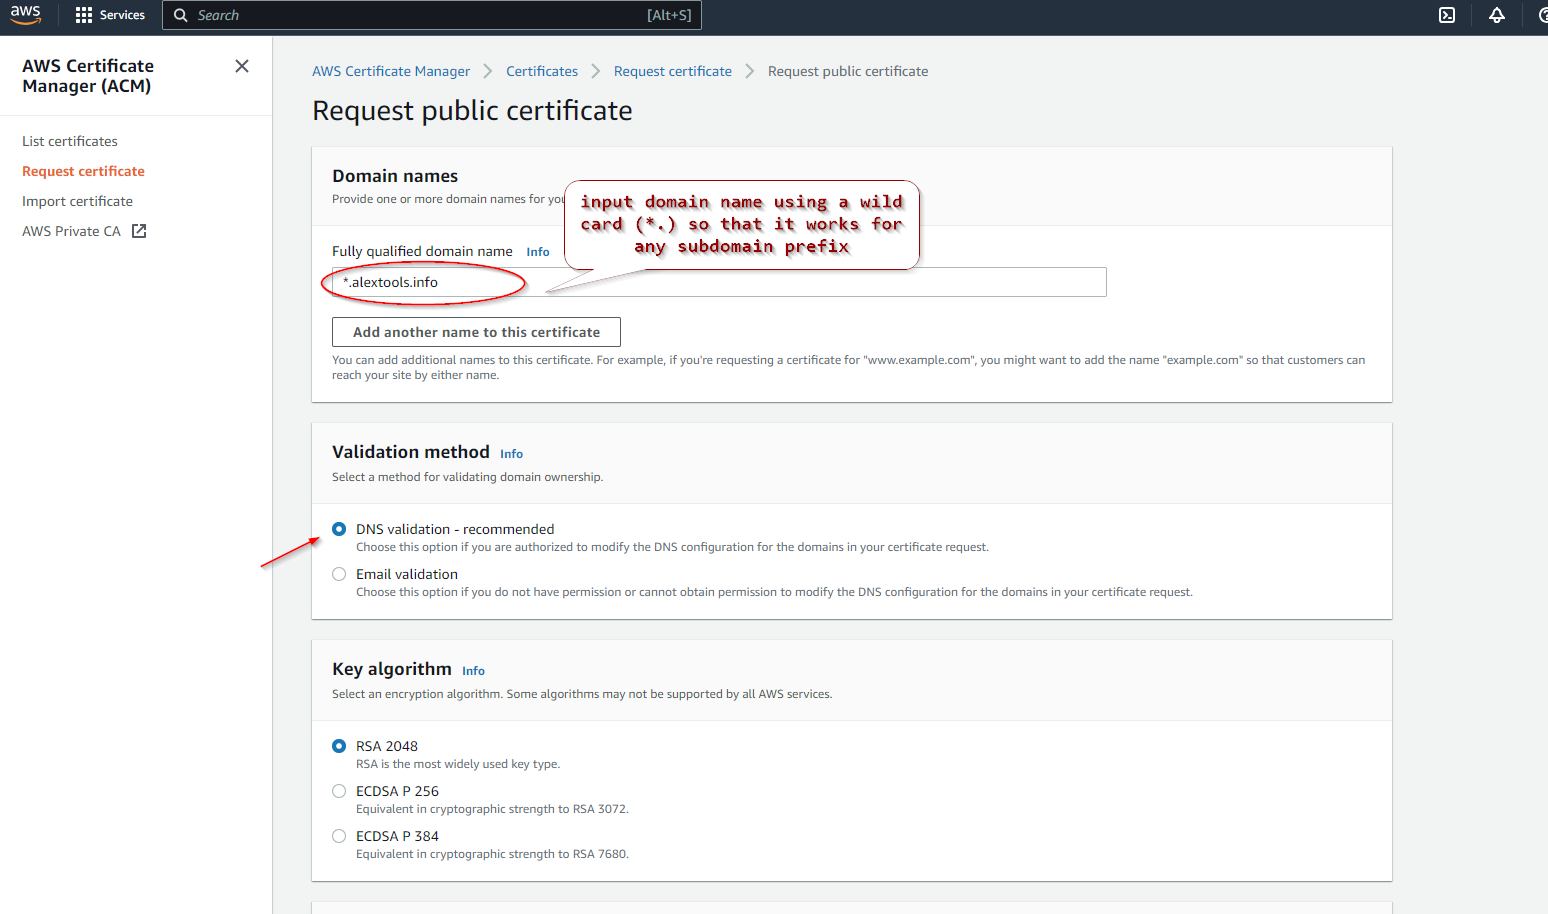 aws
Services
Search
[Alt+S]
AWS Certificate
Manager (ACM)
List certificates
Request certificate
Import certificate
AWS Private CA
AWS Certificate Manager
Certificates
Request certificate
Request public certificate
Request public certificate
Domain names
Provide one or more domain names for you
input domain name using a wild
card (*.) so that it works for
any subdomain prefix
Fully qualified domain name Info
*.alextools.info
Add another name to this certificate
You can add additional names to this certificate. For example, if you're requesting a certificate for "www.example.com", you might want to add the name "example.com" so that customers can
reach your site by either name.
Validation method Info
Select a method for validating domain ownership.
DNS validation - recommended
Choose this option if you are authorized to modify the DNS configuration for the domains in your certificate request.
Email validation
Choose this option if you do not have permission or cannot obtain permission to modify the DNS configuration for the domains in your certificate request.
Key algorithm Info
Select an encryption algorithm. Some algorithms may not be supported by all AWS services.
RSA 2048
RSA is the most widely used key type.
ECDSA P 256
Equivalent in cryptographic strength to RSA 3072.
ECDSA P 384
Equivalent in cryptographic strength to RSA 7680.